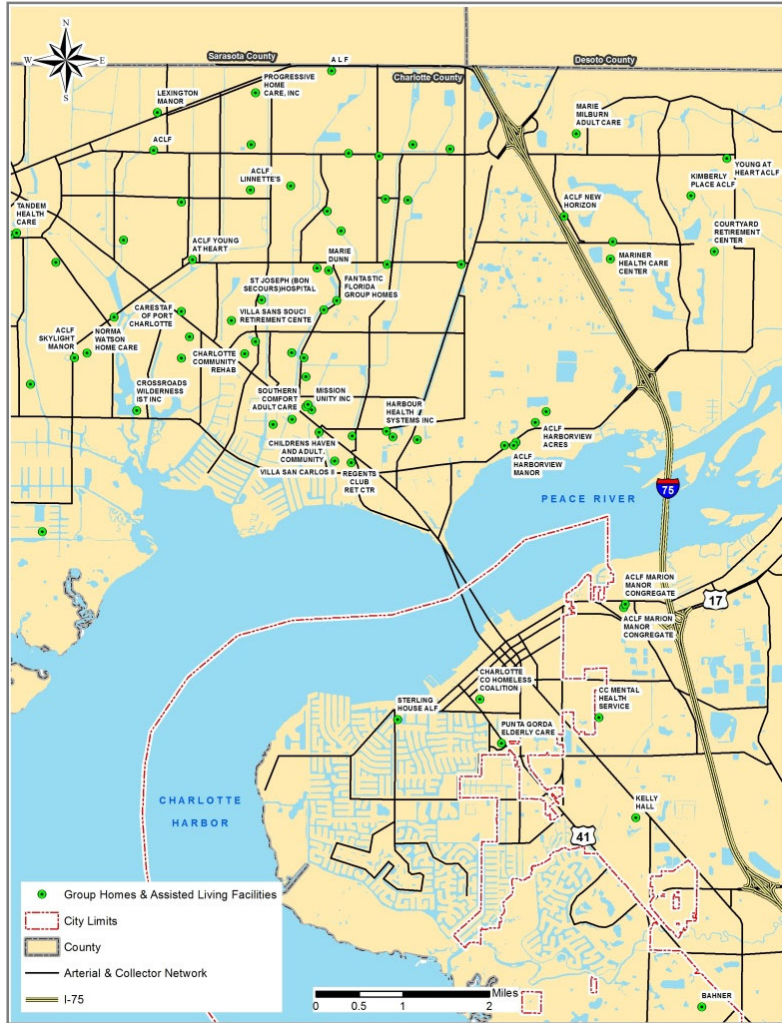 N
W
E
S
Sarasota County
Charlotte County
Desoto County
A L F
PROGRESSIVE
HOME
CARE, INC
LEXINGTON
MANOR
ACLF
MARIE
MILBURN
ADULT CARE
YOUNG AT
HEART ACLF
ACLF
LINNETTE'S
KIMBERLY
PLACE ACLF
TANDEM
HEALTH
CARE
ACLF NEW
HORIZON
COURTYARD
RETIREMENT
CENTER
ACLF YOUNG
AT HEART
MARIE
DUNN
MARINER
HEALTH CARE
CENTER
ST JOSEPH (BON
SECOURS)HOSPITAL
FANTASTIC
FLORIDA
GROUP HOMES
CARESTAF
OF PORT
CHARLOTTE
VILLA SANS SOUCI
RETIREMENT CENTE
ACLF
SKYLIGHT
MANOR
NORMA
WATSON
HOME CARE
CHARLOTTE
COMMUNITY
REHAB
CROSSROADS
WILDERNESS
IST INC
SOUTHERN
COMFORT
ADULT CARE
MISSION
UNITY INC
HARBOUR
HEALTH
SYSTEMS INC
ACLF
HARBORVIEW
ACRES
CHILDRENS HAVEN
AND ADULT
COMMUNITY
ACLF
HARBORVIEW
MANOR
VILLA SAN CARLOS II
REGENTS
CLUB
RET CTR
75
PEACE RIVER
ACLF MARION
MANOR
CONGREGATE
17
ACLF MARION
MANOR
CONGREGATE
CHARLOTTE
CO HOMELESS
COALITION
CC MENTAL
HEALTH
SERVICE
STERLING
HOUSE ALF
PUNTA GORDA
ELDERLY CARE
CHARLOTTE
HARBOR
KELLY
HALL
41
Group Homes & Assisted Living Facilities
City Limits
County
Arterial & Collector Network
I-75
Miles
0 0.5 1 2
BAHNER